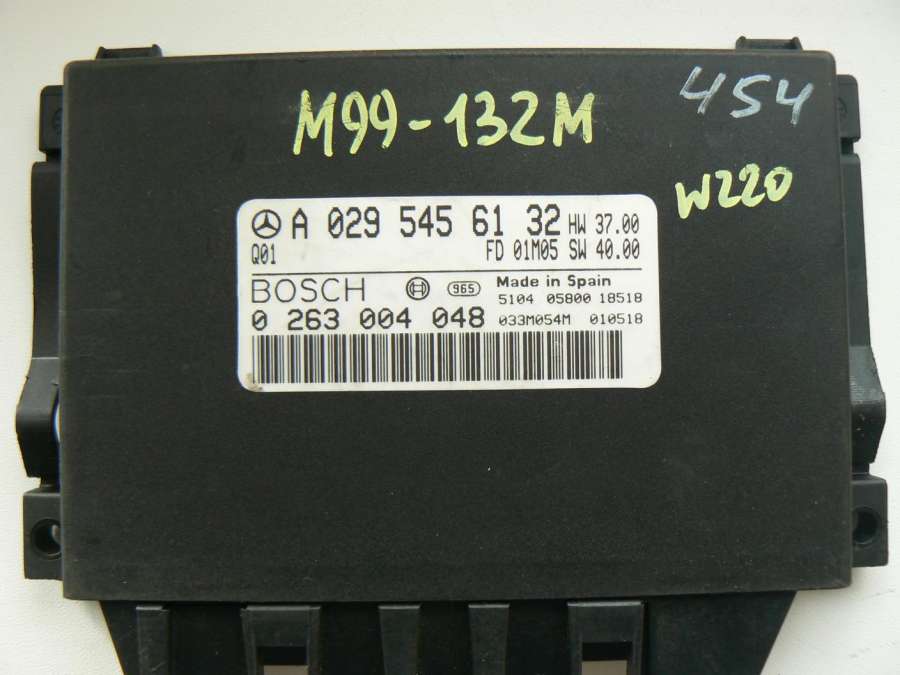 454
M99-132M
W220
A 029 545 61 32 HW 37.00
Q01 FD 01M05 SW 40.00
BOSCH 965 Made in Spain
5104 05800 18518
0 263 004 048 033M054M 010518